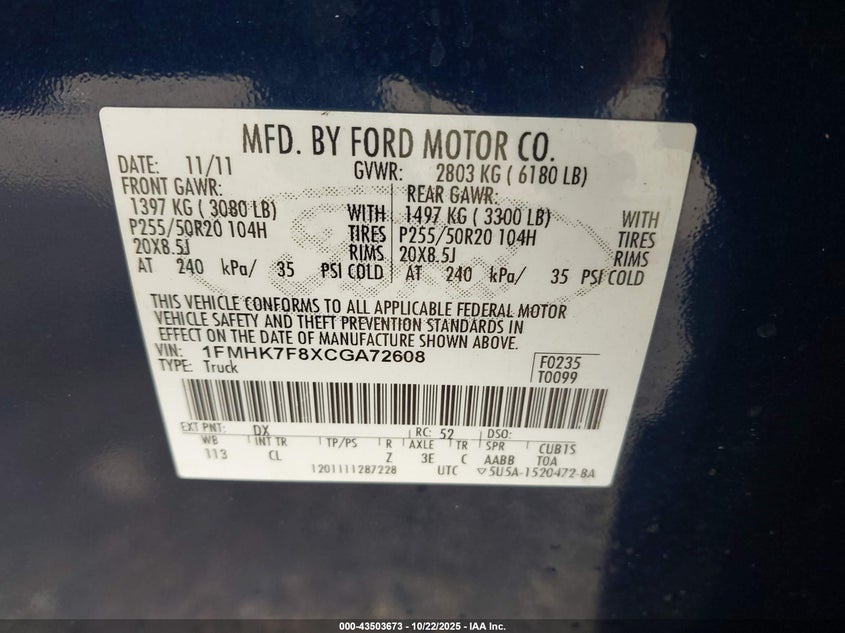 MFD. BY FORD MOTOR CO.
DATE: 11/11 GVWR: 2803 KG ( 6180 LB)
FRONT GAWR: REAR GAWR:
1397 KG ( 3080 LB) WITH 1497 KG ( 3300 LB) WITH
P255/50R20 104H TIRES P255/50R20 104H TIRES
20X8.5J RIMS 20X8.5J RIMS
AT 240 kPa/ 35 PSI COLD AT 240 kPa/ 35 PSI COLD
THIS VEHICLE CONFORMS TO ALL APPLICABLE FEDERAL MOTOR
VEHICLE SAFETY AND THEFT PREVENTION STANDARDS IN
EFFECT ON THE DATE OF MANUFACTURE SHOWN ABOVE.
VIN: 1FMHK7F8XCGA72608 F0235
TYPE: Truck T0099
EXT PNT: DX RC: 52 DSO:
WB INT TR TP/PS R AXLE TR SPR CUB1S
113 CL Z 3E C AABB TOA
1201111287228 UTC 5U5A-1520472-BA
000-43503673 - 10/22/2025 - IAA Inc.